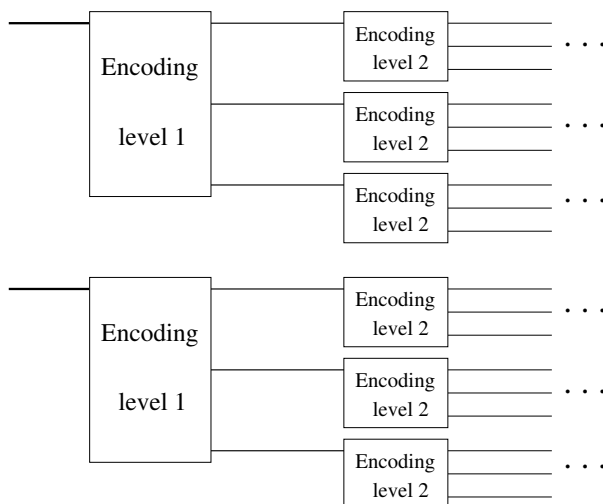 Encoding
level 1
Encoding
level 2
. . .
Encoding
level 2
. . .
Encoding
level 2
. . .
Encoding
level 1
Encoding
level 2
. . .
Encoding
level 2
. . .
Encoding
level 2
. . .